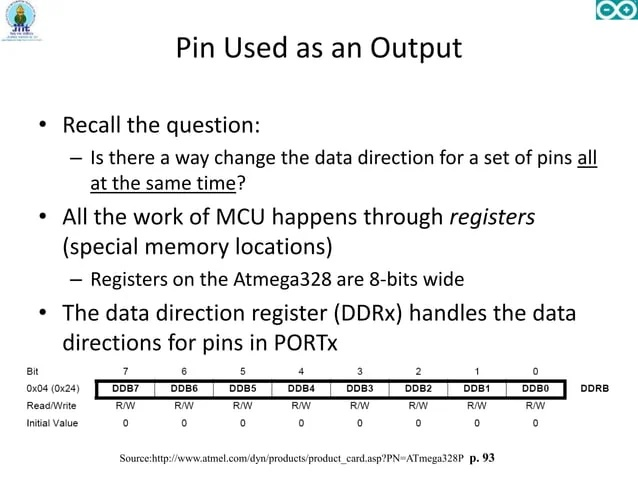 Jiit
Pin Used as an Output
• Recall the question:
– Is there a way change the data direction for a set of pins all
at the same time?
• All the work of MCU happens through registers
(special memory locations)
– Registers on the Atmega328 are 8-bits wide
• The data direction register (DDRx) handles the data
directions for pins in PORTx
Bit 7 6 5 4 3 2 1 0
0x04 (0x24) DDB7 DDB6 DDB5 DDB4 DDB3 DDB2 DDB1 DDB0 DDRB
Read/Write R/W R/W R/W R/W R/W R/W R/W R/W
Initial Value 0 0 0 0 0 0 0 0
Source:http://www.atmel.com/dyn/products/product_card.asp?PN=ATmega328P p. 93